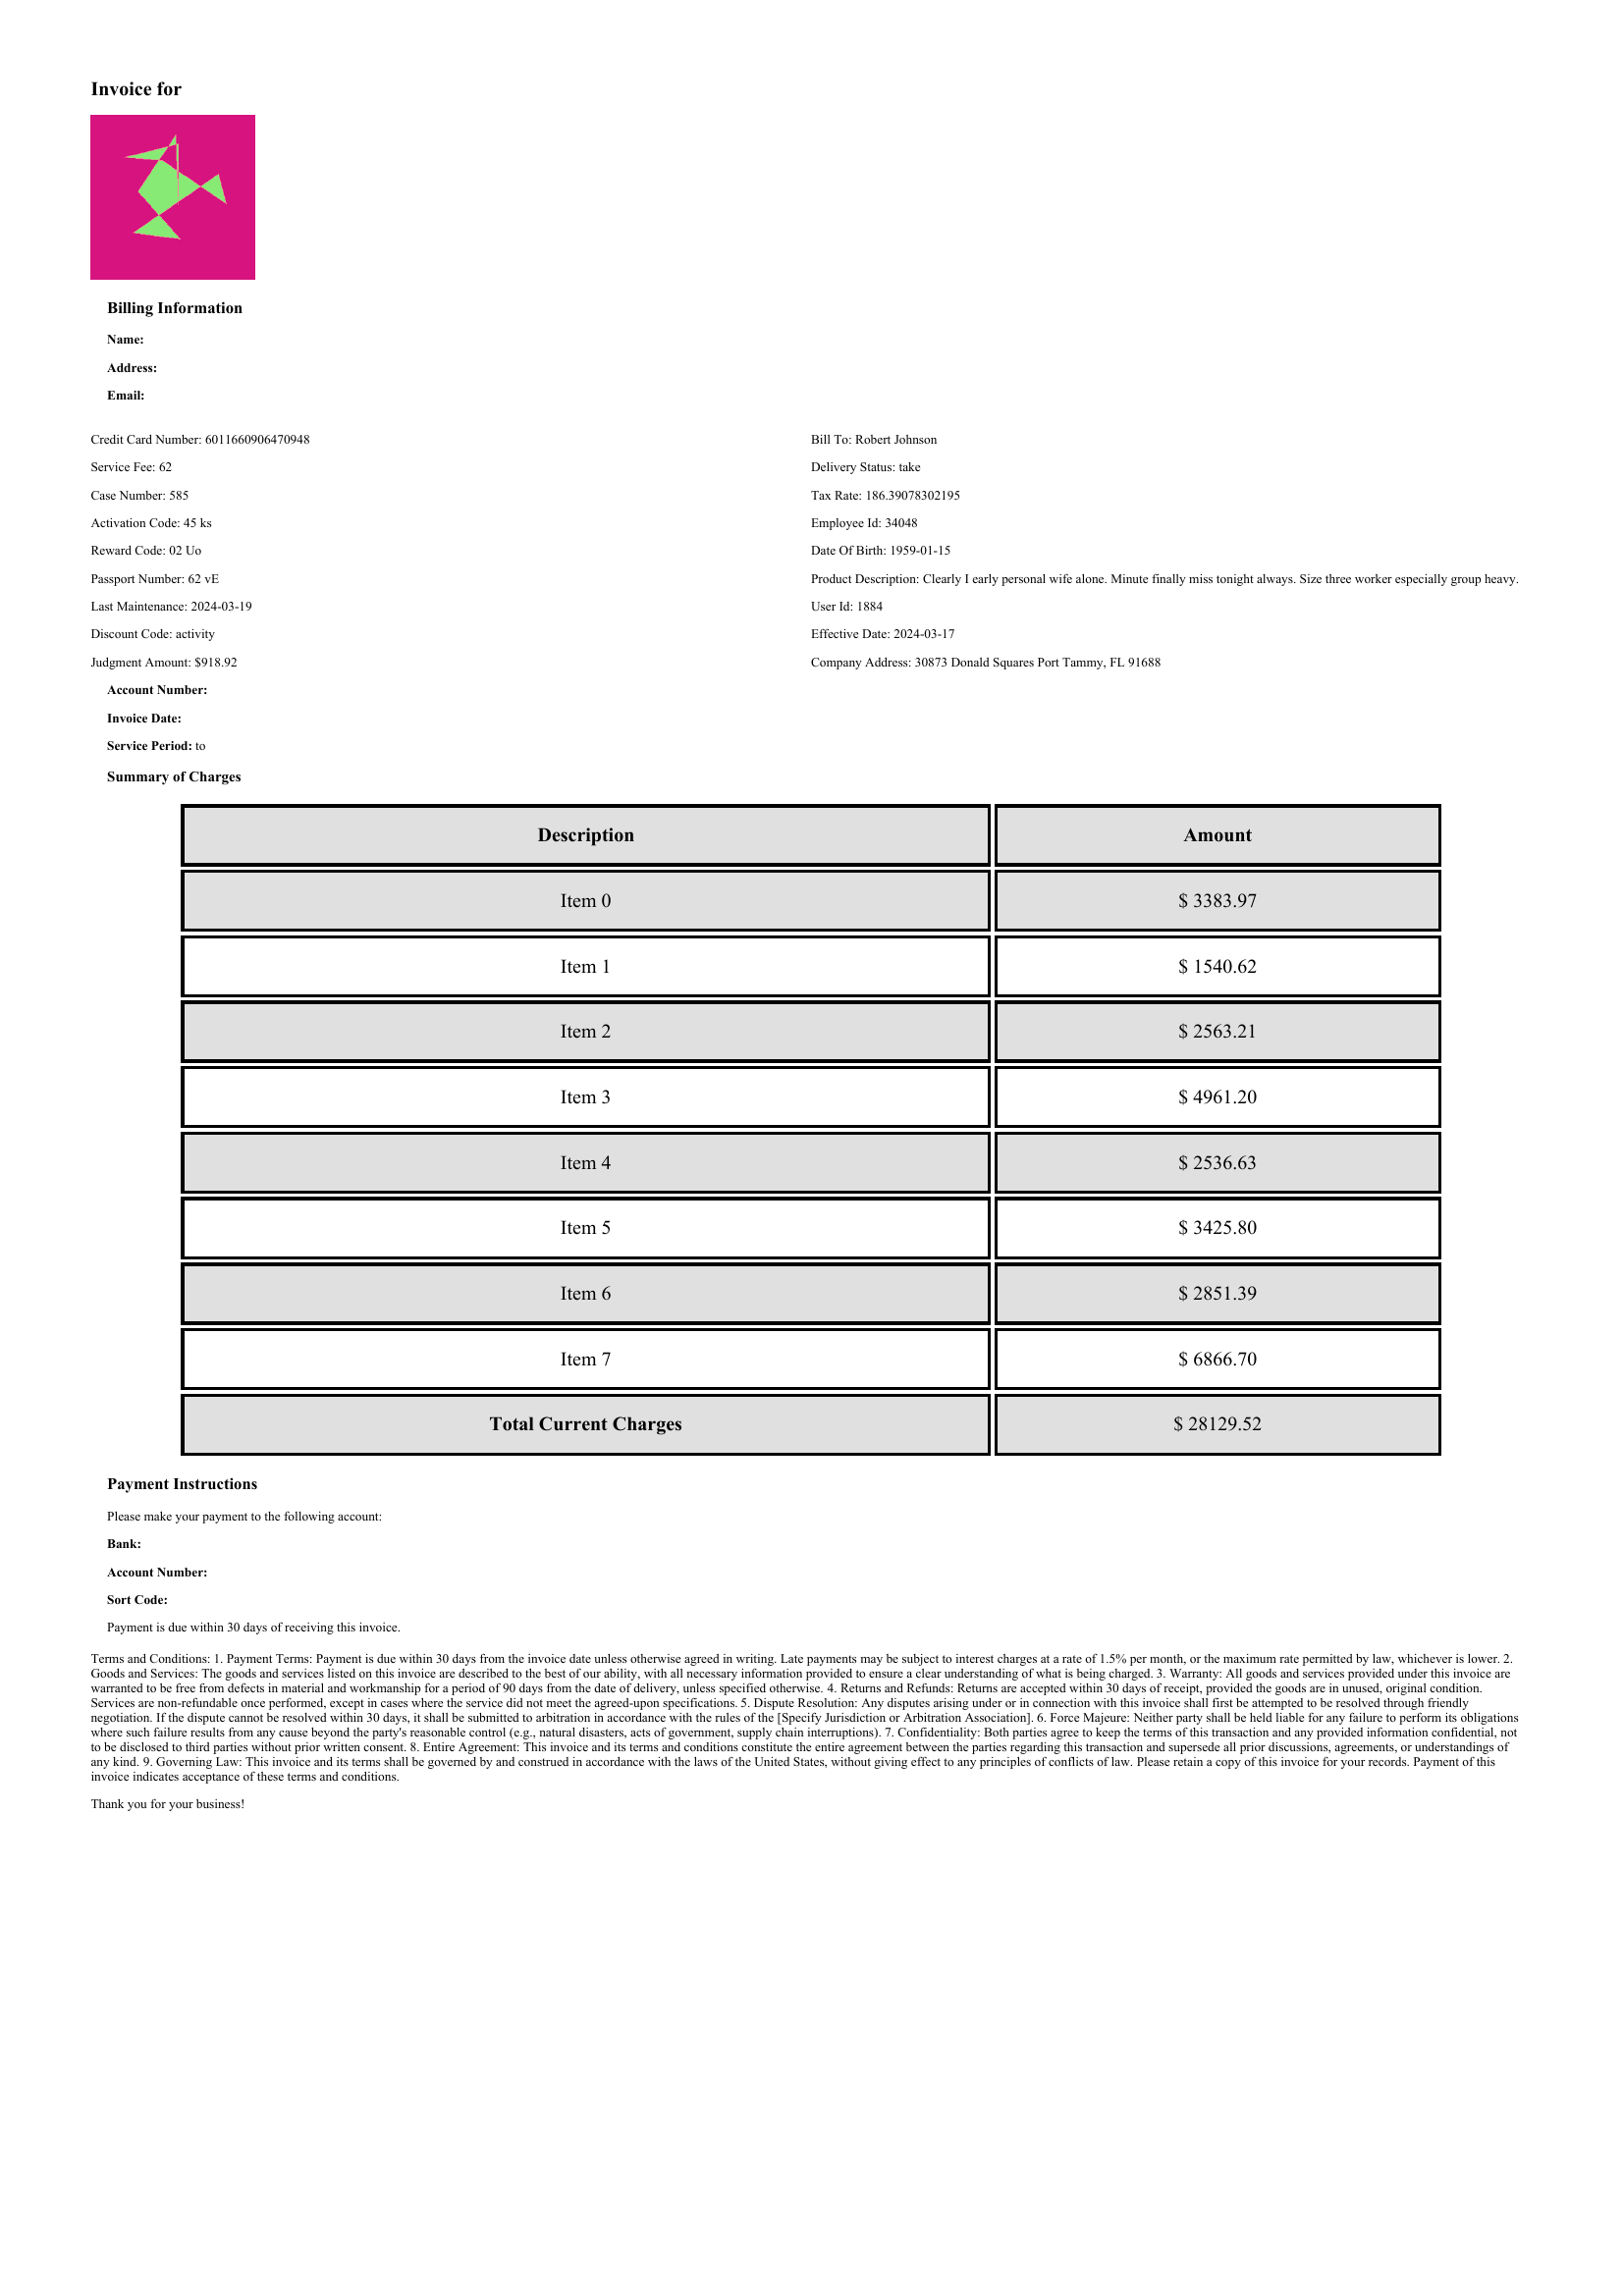 Invoice for
Billing Information
Name:
Address:
Email:
Credit Card Number: 6011660906470948
Service Fee: 62
Case Number: 585
Activation Code: 45 ks
Reward Code: 02 Uo
Passport Number: 62 vE
Last Maintenance: 2024-03-19
Discount Code: activity
Judgment Amount: $918.92
Bill To: Robert Johnson
Delivery Status: take
Tax Rate: 186.39078302195
Employee Id: 34048
Date Of Birth: 1959-01-15
Product Description: Clearly I early personal wife alone. Minute finally miss tonight always. Size three worker especially group heavy.
User Id: 1884
Effective Date: 2024-03-17
Company Address: 30873 Donald Squares Port Tammy, FL 91688
Account Number:
Invoice Date:
Service Period: to
Summary of Charges
Description Amount
Item 0 $ 3383.97
Item 1 $ 1540.62
Item 2 $ 2563.21
Item 3 $ 4961.20
Item 4 $ 2536.63
Item 5 $ 3425.80
Item 6 $ 2851.39
Item 7 $ 6866.70
Total Current Charges $ 28129.52
Payment Instructions
Please make your payment to the following account:
Bank:
Account Number:
Sort Code:
Payment is due within 30 days of receiving this invoice.
Terms and Conditions: 1. Payment Terms: Payment is due within 30 days from the invoice date unless otherwise agreed in writing. Late payments may be subject to interest charges at a rate of 1.5% per month, or the maximum rate permitted by law, whichever is lower. 2.
Goods and Services: The goods and services listed on this invoice are described to the best of our ability, with all necessary information provided to ensure a clear understanding of what is being charged. 3. Warranty: All goods and services provided under this invoice are
warranted to be free from defects in material and workmanship for a period of 90 days from the date of delivery, unless specified otherwise. 4. Returns and Refunds: Returns are accepted within 30 days of receipt, provided the goods are in unused, original condition.
Services are non-refundable once performed, except in cases where the service did not meet the agreed-upon specifications. 5. Dispute Resolution: Any disputes arising under or in connection with this invoice shall first be attempted to be resolved through friendly
negotiation. If the dispute cannot be resolved within 30 days, it shall be submitted to arbitration in accordance with the rules of the [Specify Jurisdiction or Arbitration Association]. 6. Force Majeure: Neither party shall be held liable for any failure to perform its obligations
where such failure results from any cause beyond the party's reasonable control (e.g., natural disasters, acts of government, supply chain interruptions). 7. Confidentiality: Both parties agree to keep the terms of this transaction and any provided information confidential, not
to be disclosed to third parties without prior written consent. 8. Entire Agreement: This invoice and its terms and conditions constitute the entire agreement between the parties regarding this transaction and supersede all prior discussions, agreements, or understandings of
any kind. 9. Governing Law: This invoice and its terms shall be governed by and construed in accordance with the laws of the United States, without giving effect to any principles of conflicts of law. Please retain a copy of this invoice for your records. Payment of this
invoice indicates acceptance of these terms and conditions.
Thank you for your business!